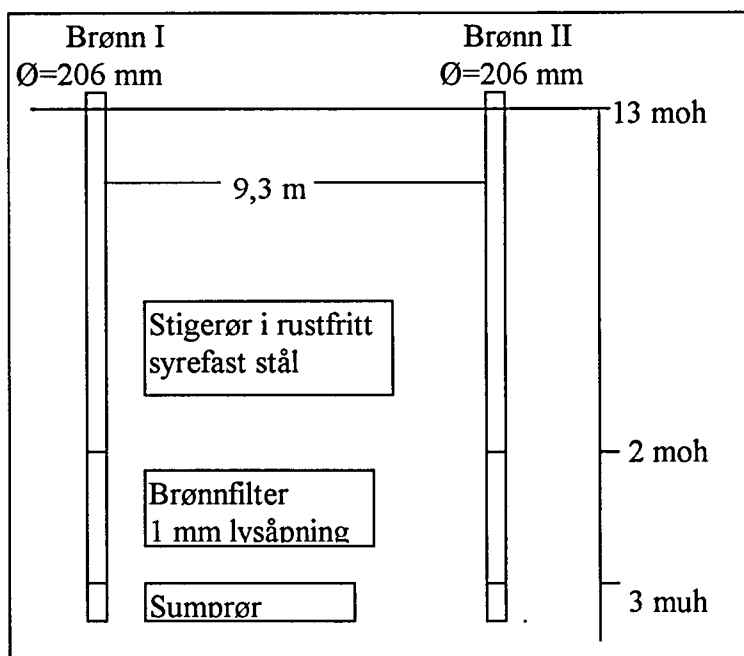 Brønn I
Ø=206 mm
Brønn II
Ø=206 mm
13 moh
9,3 m
Stigerør i rustfritt
syrefast stål
2 moh
Brønnfilter
1 mm lysåpning
3 muh
Sumprør